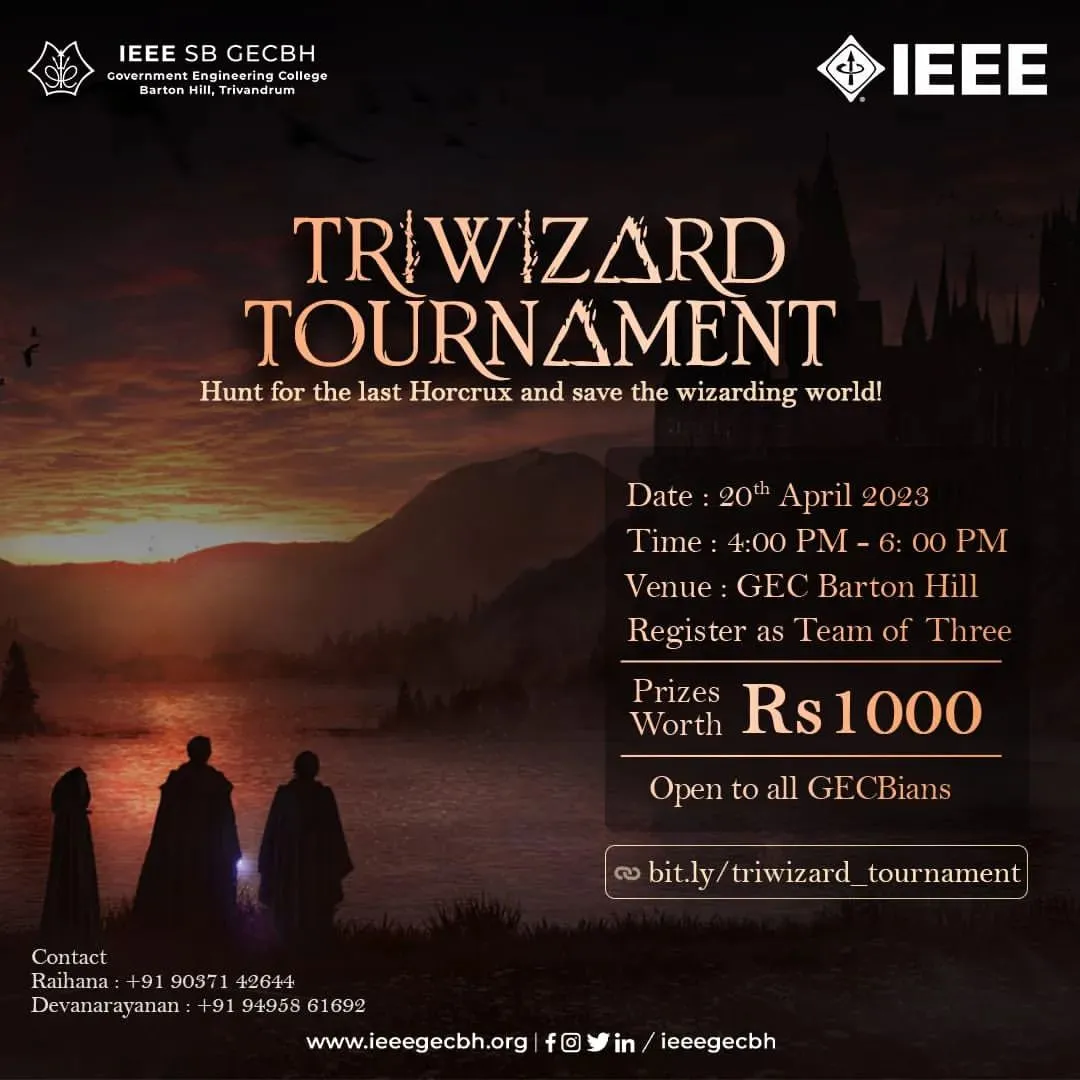 IEEE SB GECBH
Government Engineering College
Barton Hill, Trivandrum
IEEE
TRIWIZARD
TOURNAMENT
Hunt for the last Horcrux and save the wizarding world!
Date : 20th April 2023
Time : 4:00 PM - 6: 00 PM
Venue : GEC Barton Hill
Register as Team of Three
Prizes
Worth Rs 1000
Open to all GECBians
bit.ly/triwizard_tournament
Contact
Raihana : +91 90371 42644
Devanarayanan : +91 94958 61692
www.ieeegecbh.org | / ieeegecbh